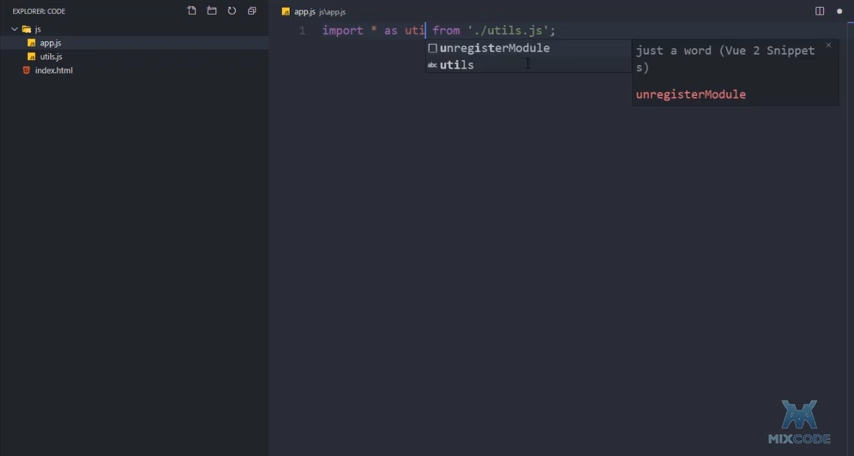 EXPLORER: CODE
js
app.js
utils.js
index.html
app.js js\app.js
1 import * as uti from './utils.js';
unregisterModule
abc utils
just a word (Vue 2 Snippet
s)
unregisterModule
MIXCODE